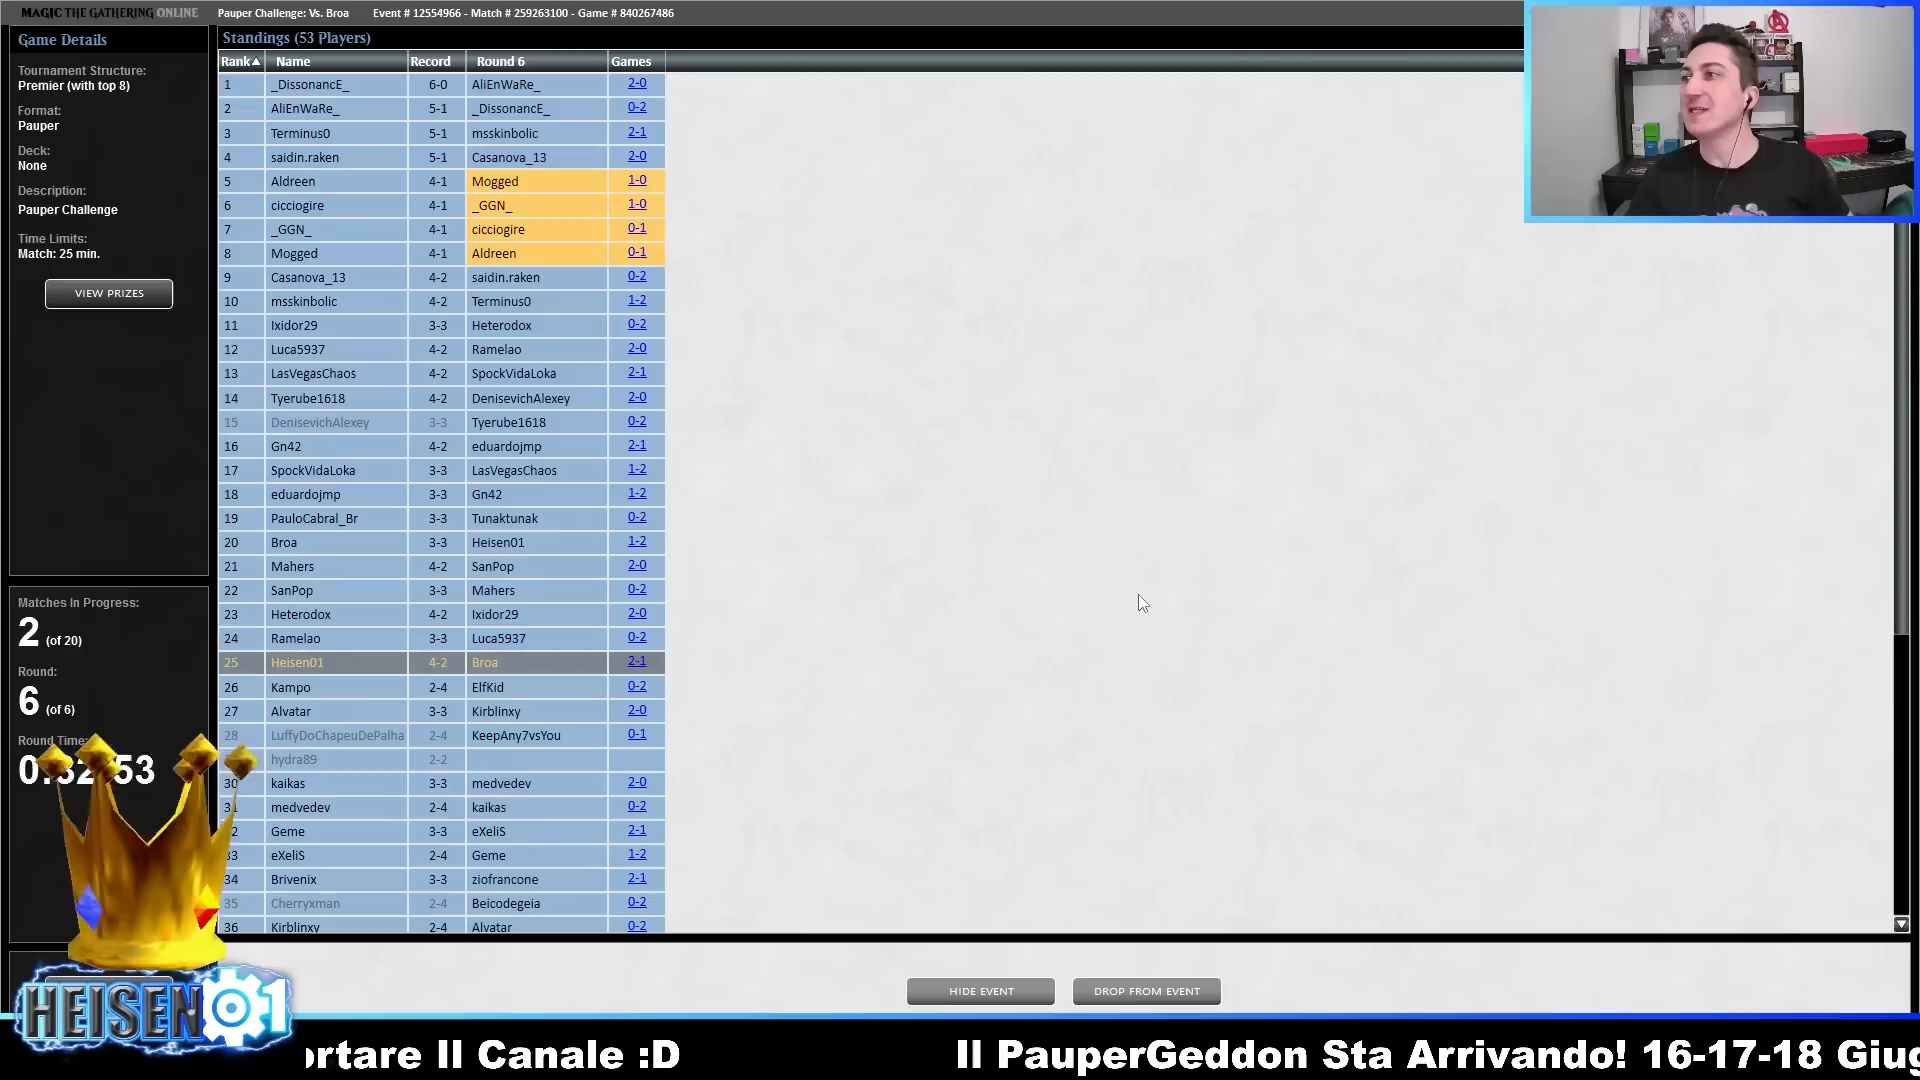 MAGIC THE GATHERING ONLINE Pauper Challenge: Vs. Broa Event # 12554966 - Match # 259263100 - Game # 840267486
Game Details
Tournament Structure:
Premier (with top 8)
Format:
Pauper
Deck:
None
Description:
Pauper Challenge
Time Limits:
Match: 25 min.
VIEW PRIZES
Matches In Progress:
2 (of 20)
Round:
6 (of 6)
Round Time:
Standings (53 Players)
Rank Name Record Round 6 Games
1 _DissonancE_ 6-0 AliEnWaRe_ 2-0
2 AliEnWaRe_ 5-1 _DissonancE_ 0-2
3 Terminus0 5-1 msskinbolic 2-1
4 saidin.raken 5-1 Casanova_13 2-0
5 Aldreen 4-1 Mogged 1-0
6 cicciogire 4-1 _GGN_ 1-0
7 _GGN_ 4-1 cicciogire 0-1
8 Mogged 4-1 Aldreen 0-1
9 Casanova_13 4-2 saidin.raken 0-2
10 msskinbolic 4-2 Terminus0 1-2
11 Ixidor29 3-3 Heterodox 0-2
12 Luca5937 4-2 Ramelao 2-0
13 LasVegasChaos 4-2 SpockVidaLoka 2-1
14 Tyerube1618 4-2 DenisevichAlexey 2-0
15 DenisevichAlexey 3-3 Tyerube1618 0-2
16 Gn42 4-2 eduardojmp 2-1
17 SpockVidaLoka 3-3 LasVegasChaos 1-2
18 eduardojmp 3-3 Gn42 1-2
19 PauloCabral_Br 3-3 Tunaktunak 0-2
20 Broa 3-3 Heisen01 1-2
21 Mahers 4-2 SanPop 2-0
22 SanPop 3-3 Mahers 0-2
23 Heterodox 4-2 Ixidor29 2-0
24 Ramelao 3-3 Luca5937 0-2
25 Heisen01 4-2 Broa 2-1
26 Kampo 2-4 ElfKid 0-2
27 Alvatar 3-3 Kirblinxy 2-0
28 LuffyDoChapeuDePalha 2-4 KeepAny7vsYou 0-1
hydra89 2-2
30 kaikas 3-3 medvedev 2-0
31 medvedev 2-4 kaikas 0-2
2 Geme 3-3 eXeliS 2-1
33 eXeliS 2-4 Geme 1-2
34 Brivenix 3-3 ziofrancone 2-1
35 Cherryxman 2-4 Beicodegeia 0-2
36 Kirblinxy 2-4 Alvatar 0-2
HIDE EVENT DROP FROM EVENT
HEISEN01
ortare Il Canale :D Il PauperGeddon Sta Arrivando! 16-17-18 Giug